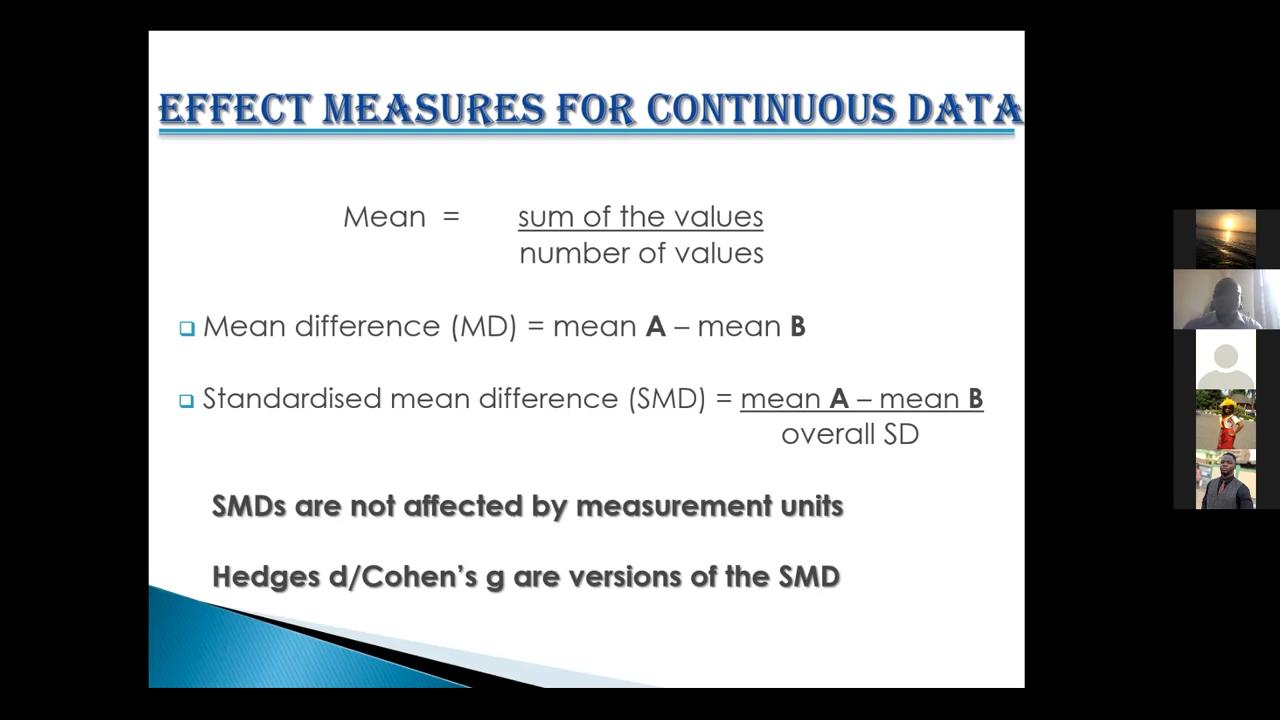 EFFECT MEASURES FOR CONTINUOUS DATA
Mean = sum of the values
number of values
Mean difference (MD) = mean A – mean B
Standardised mean difference (SMD) = mean A – mean B
overall SD
SMDs are not affected by measurement units
Hedges d/Cohen's g are versions of the SMD